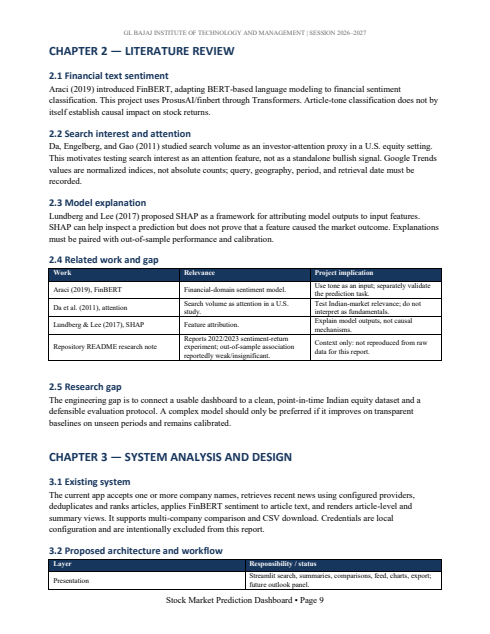 GL BAJAJ INSTITUTE OF TECHNOLOGY AND MANAGEMENT | SESSION 2026–2027
CHAPTER 2 — LITERATURE REVIEW
2.1 Financial text sentiment
Araci (2019) introduced FinBERT, adapting BERT-based language modeling to financial sentiment
classification. This project uses ProsusAI/finbert through Transformers. Article-tone classification does not by
itself establish causal impact on stock returns.
2.2 Search interest and attention
Da, Engelberg, and Gao (2011) studied search volume as an investor-attention proxy in a U.S. equity setting.
This motivates testing search interest as an attention feature, not as a standalone bullish signal. Google Trends
values are normalized indices, not absolute counts; query, geography, period, and retrieval date must be
recorded.
2.3 Model explanation
Lundberg and Lee (2017) proposed SHAP as a framework for attributing model outputs to input features.
SHAP can help inspect a prediction but does not prove that a feature caused the market outcome. Explanations
must be paired with out-of-sample performance and calibration.
2.4 Related work and gap
Work Relevance Project implication
Araci (2019), FinBERT Financial-domain sentiment model. Use tone as an input; separately validate
the prediction task.
Da et al. (2011), attention Search volume as attention in a U.S.
study. Test Indian-market relevance; do not
interpret as fundamentals.
Lundberg & Lee (2017), SHAP Feature attribution. Explain model outputs, not causal
mechanisms.
Repository README research note Reports 2022/2023 sentiment-return
experiment; out-of-sample association
reportedly weak/insignificant. Context only: not reproduced from raw
data for this report.
2.5 Research gap
The engineering gap is to connect a usable dashboard to a clean, point-in-time Indian equity dataset and a
defensible evaluation protocol. A complex model should only be preferred if it improves on transparent
baselines on unseen periods and remains calibrated.
CHAPTER 3 — SYSTEM ANALYSIS AND DESIGN
3.1 Existing system
The current app accepts one or more company names, retrieves recent news using configured providers,
deduplicates and ranks articles, applies FinBERT sentiment to article text, and renders article-level and
summary views. It supports multi-company comparison and CSV download. Credentials are local
configuration and are intentionally excluded from this report.
3.2 Proposed architecture and workflow
Layer Responsibility / status
Presentation Streamlit search, summaries, comparisons, feed, charts, export;
future outlook panel.
Stock Market Prediction Dashboard • Page 9